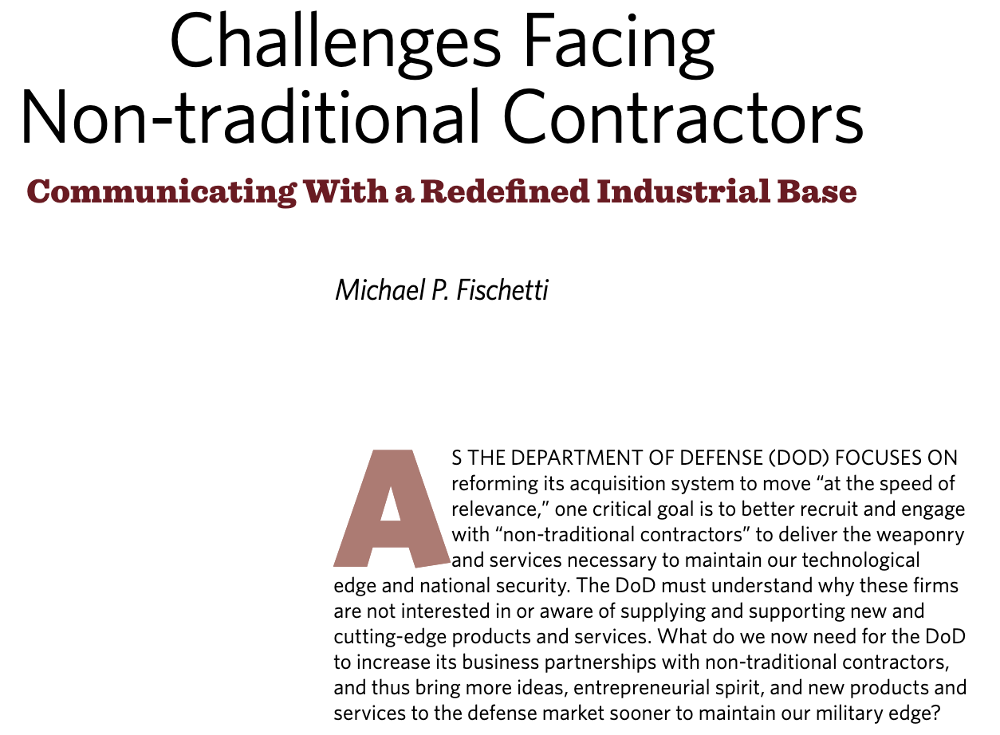 Challenges Facing
Non-traditional Contractors
Communicating With a Redefined Industrial Base
Michael P. Fischetti
AS THE DEPARTMENT OF DEFENSE (DOD) FOCUSES ON
reforming its acquisition system to move “at the speed of
relevance,” one critical goal is to better recruit and engage
with “non-traditional contractors” to deliver the weaponry
and services necessary to maintain our technological
edge and national security. The DoD must understand why these firms
are not interested in or aware of supplying and supporting new and
cutting-edge products and services. What do we now need for the DoD
to increase its business partnerships with non-traditional contractors,
and thus bring more ideas, entrepreneurial spirit, and new products and
services to the defense market sooner to maintain our military edge?